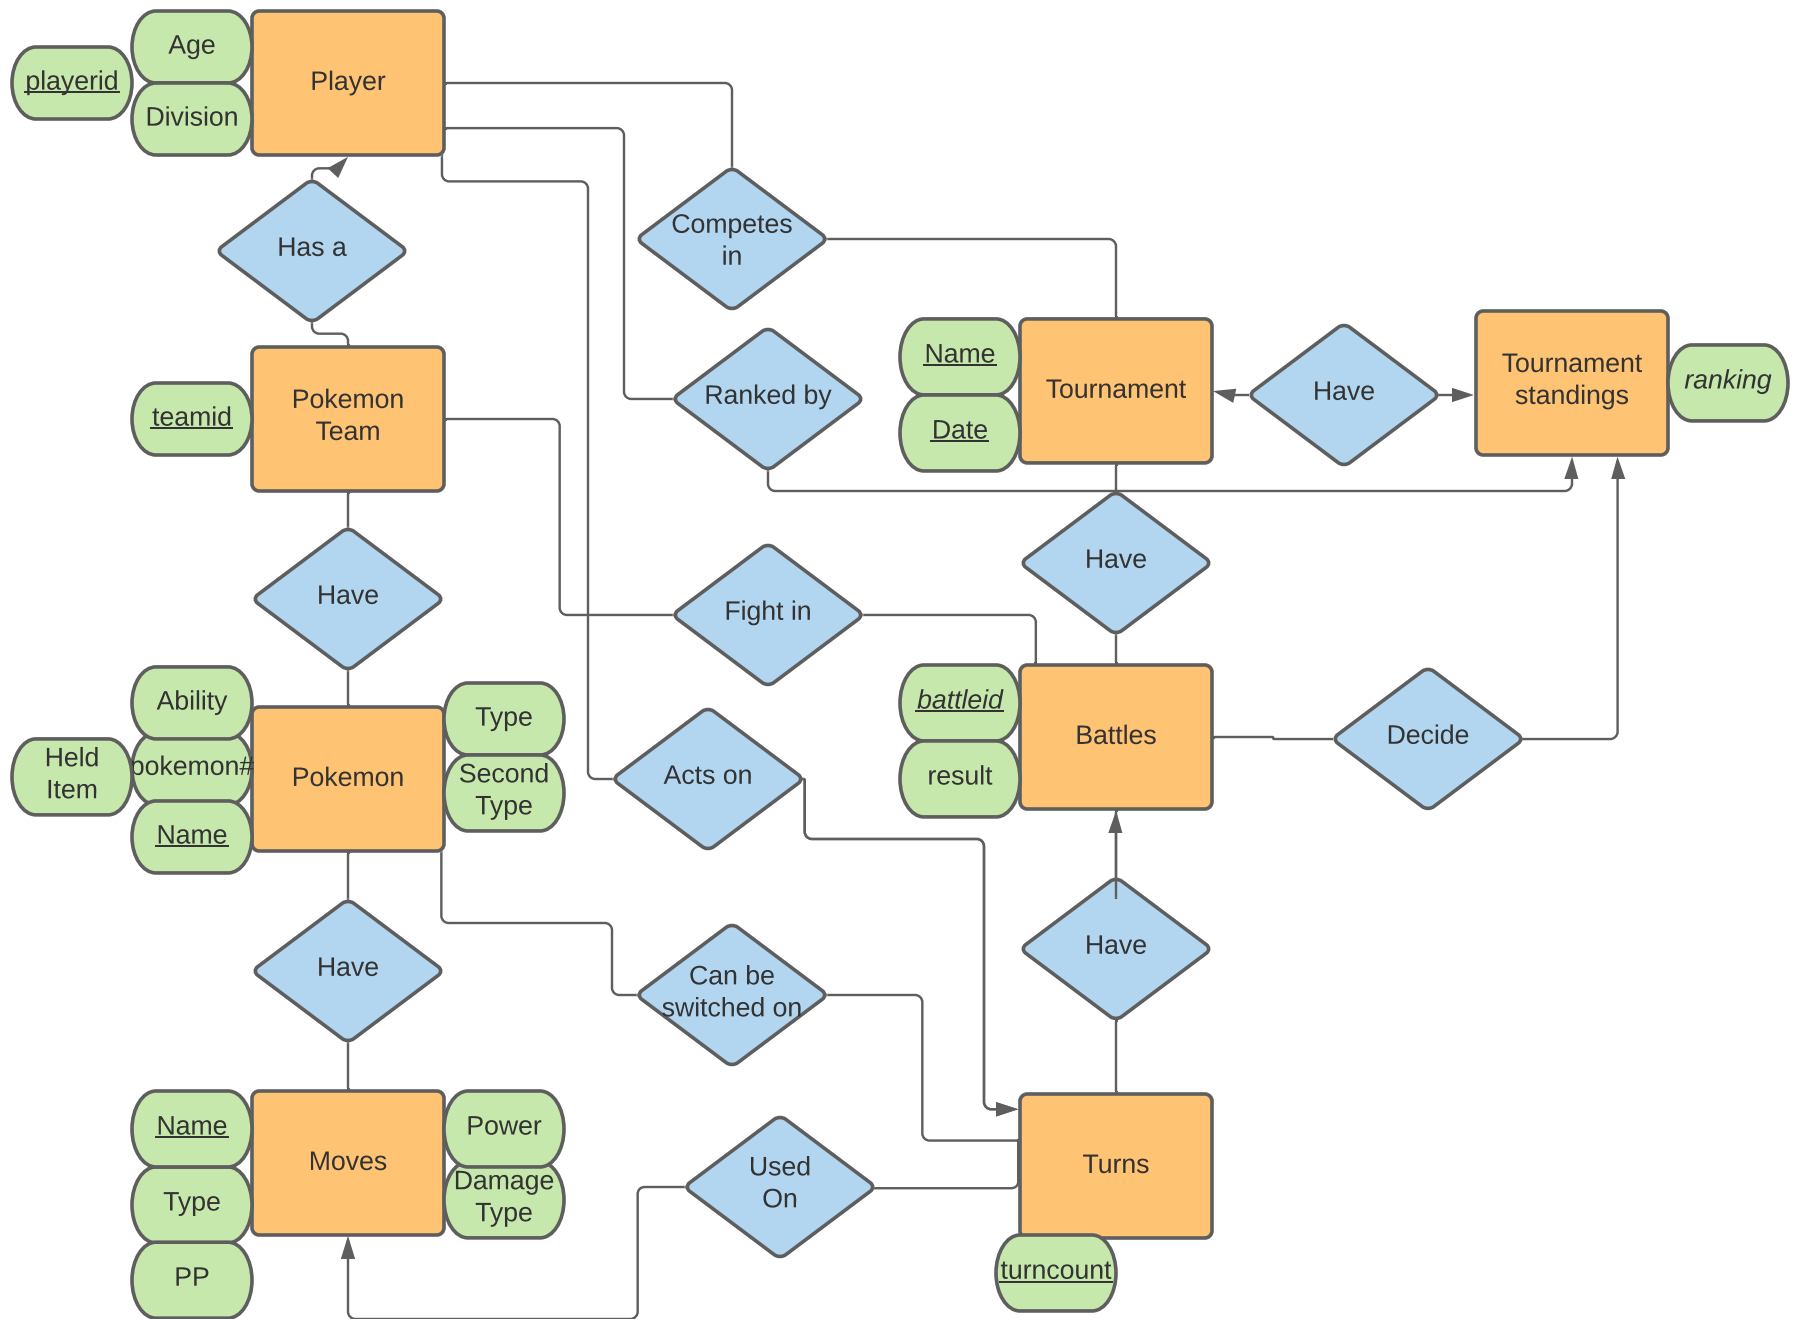 Age
playerid
Player
Division
Has a
Competes
in
Name
Ranked by
Tournament
Date
Have
Tournament
standings
ranking
teamid
Pokemon
Team
Have
Have
Fight in
Ability
Type
Held
Item
pokemon#
Pokemon
Second
Type
Name
Acts on
battleid
Battles
result
Decide
Have
Can be
switched on
Have
Name
Power
Moves
Type
Damage
Type
PP
Used
On
Turns
turncount